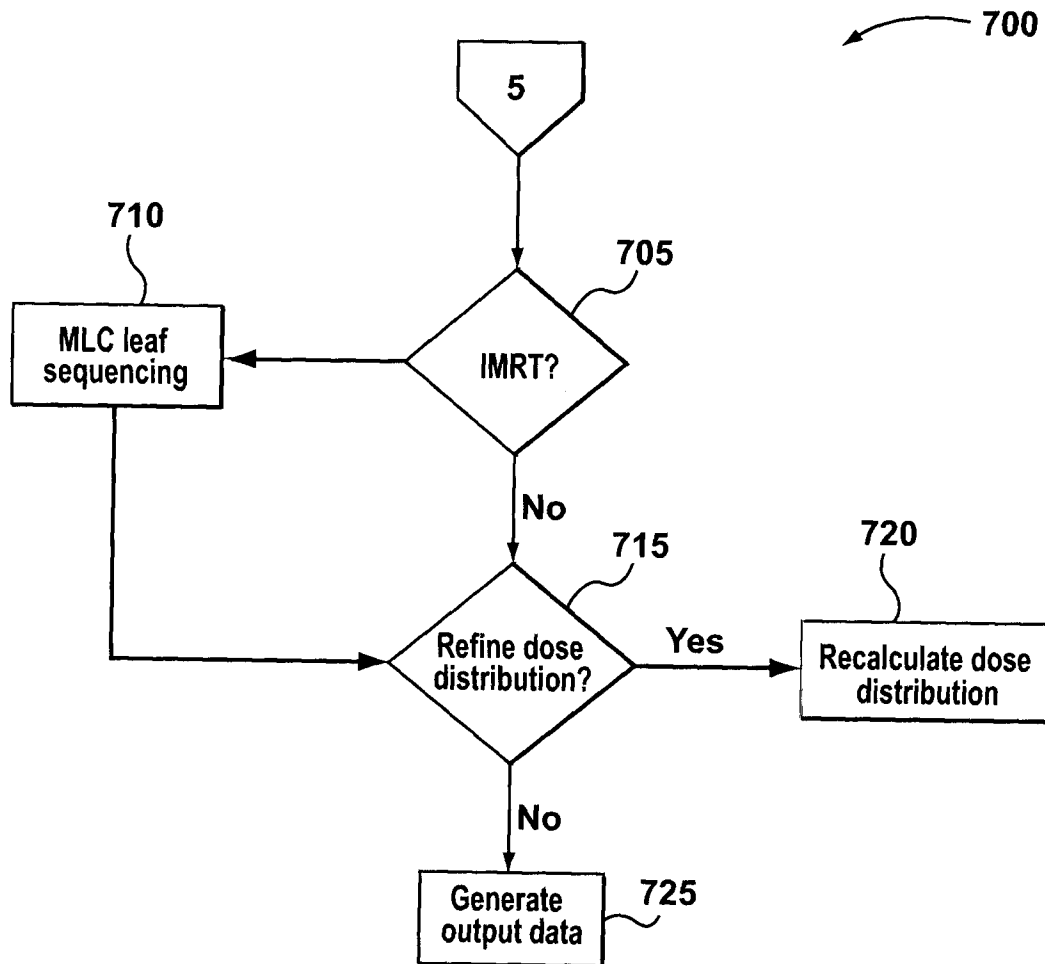 700
5
710
705
MLC leaf
sequencing
IMRT?
No
715
720
Refine dose
distribution?
Yes
Recalculate dose
distribution
No
Generate
output data
725